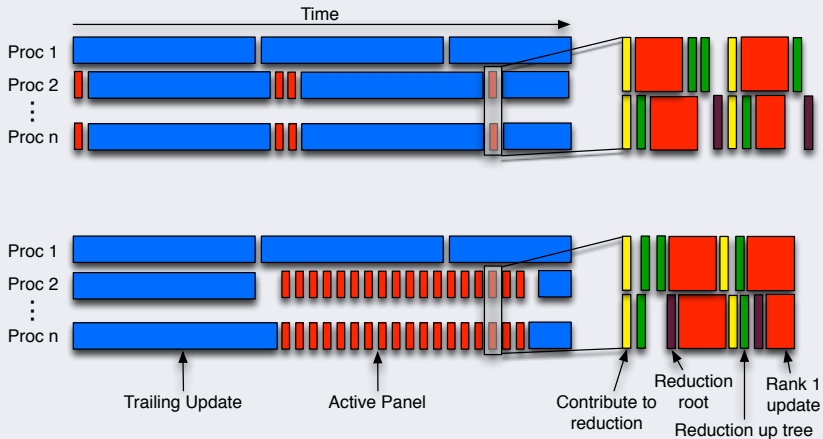 Time
Proc 1
Proc 2
Proc n
Proc 1
Proc 2
Proc n
Trailing Update
Active Panel
Contribute to
reduction
Reduction
root
Reduction up tree
Rank 1
update